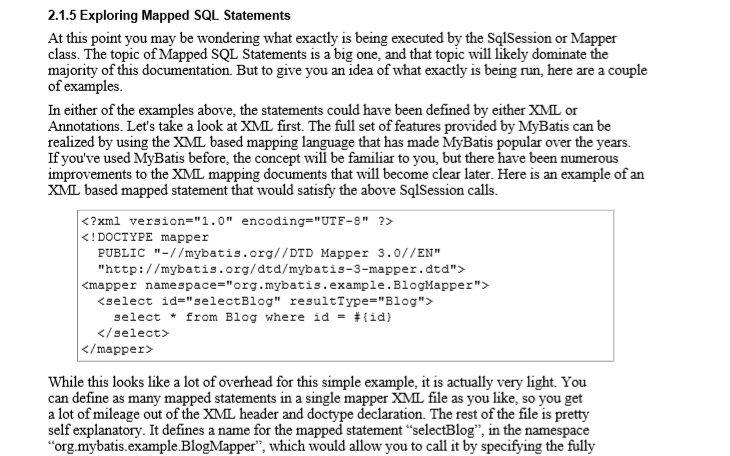 2.1.5 Exploring Mapped SQL Statements
At this point you may be wondering what exactly is being executed by the SqlSession or Mapper
class. The topic of Mapped SQL Statements is a big one, and that topic will likely dominate the
majority of this documentation. But to give you an idea of what exactly is being run, here are a couple
of examples.
In either of the examples above, the statements could have been defined by either XML or
Annotations. Let's take a look at XML first. The full set of features provided by MyBatis can be
realized by using the XML based mapping language that has made MyBatis popular over the years.
If you've used MyBatis before, the concept will be familiar to you, but there have been numerous
improvements to the XML mapping documents that will become clear later. Here is an example of an
XML based mapped statement that would satisfy the above SqlSession calls.
<?xml version="1.0" encoding="UTF-8" ?>
<!DOCTYPE mapper
PUBLIC "-//mybatis.org//DTD Mapper 3.0//EN"
"http://mybatis.org/dtd/mybatis-3-mapper.dtd">
<mapper namespace="org.mybatis.example.BlogMapper">
<select id="selectBlog" resultType="Blog">
select * from Blog where id = #{id}
</select>
</mapper>
While this looks like a lot of overhead for this simple example, it is actually very light. You
can define as many mapped statements in a single mapper XML file as you like, so you get
a lot of mileage out of the XML header and doctype declaration. The rest of the file is pretty
self explanatory. It defines a name for the mapped statement “selectBlog”, in the namespace
“org.mybatis.example.BlogMapper”, which would allow you to call it by specifying the fully